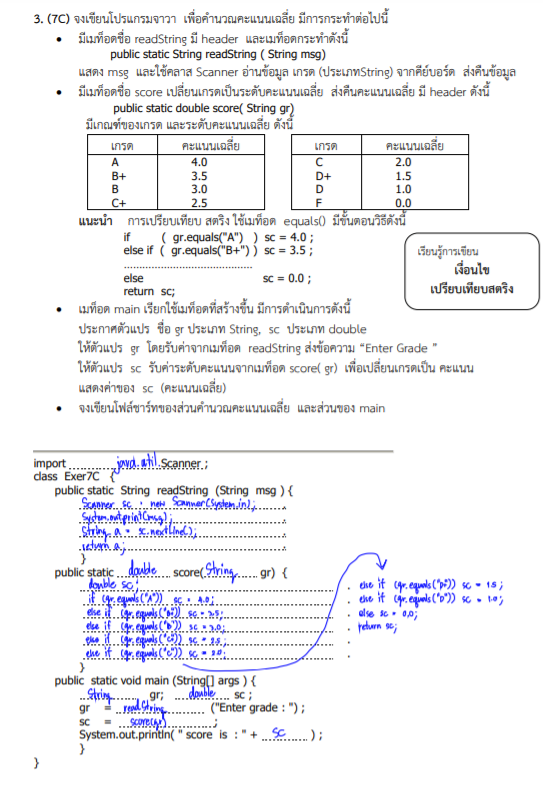 3. (7C) จงเขียนโปรแกรมจาวา เพื่อคำนวณคะแนนเฉลี่ย มีการกระทำต่อไปนี้
• มีเมท็อดชื่อ readString มี header และเมท็อดกระทำดังนี้
public static String readString ( String msg)
แสดง msg และใช้คลาส Scanner อ่านข้อมูล เกรด (ประเภทString) จากคีย์บอร์ด ส่งคืนข้อมูล
• มีเมท็อดชื่อ score เปลี่ยนเกรดเป็นระดับคะแนนเฉลี่ย ส่งคืนคะแนนเฉลี่ย มี header ดังนี้
public static double score( String gr)
มีเกณฑ์ของเกรด และระดับคะแนนเฉลี่ย ดังนี้
เกรด คะแนนเฉลี่ย เกรด คะแนนเฉลี่ย
A 4.0 C 2.0
B+ 3.5 D+ 1.5
B 3.0 D 1.0
C+ 2.5 F 0.0
แนะนำ การเปรียบเทียบ สตริง ใช้เมท็อด equals() มีขั้นตอนวิธีดังนี้
if ( gr.equals("A") ) sc = 4.0 ;
else if ( gr.equals("B+") ) sc = 3.5 ;
.......................................
else sc = 0.0 ;
return sc;
เรียนรู้การเขียน
เงื่อนไข
เปรียบเทียบสตริง
• เมท็อด main เรียกใช้เมท็อดที่สร้างขึ้น มีการดำเนินการดังนี้
ประกาศตัวแปร ชื่อ gr ประเภท String, sc ประเภท double
ให้ตัวแปร gr โดยรับค่าจากเมท็อด readString ส่งข้อความ "Enter Grade "
ให้ตัวแปร sc รับค่าระดับคะแนนจากเมท็อด score( gr) เพื่อเปลี่ยนเกรดเป็น คะแนน
แสดงค่าของ sc (คะแนนเฉลี่ย)
• จงเขียนโฟล์ชาร์ทของส่วนคำนวณคะแนนเฉลี่ย และส่วนของ main
import java.util.Scanner ;
class Exer7C {
public static String readString (String msg ) {
Scanner sc = new Scanner(System.in);
System.out.print(msg);
String a = sc.nextLine();
return a;
}
public static double score( String gr) {
double sc;
if (gr.equals("A")) sc = 4.0;
else if (gr.equals("B+")) sc = 3.5;
else if (gr.equals("B")) sc = 3.0;
else if (gr.equals("C+")) sc = 2.5;
else if (gr.equals("C")) sc = 2.0;
else if (gr.equals("D+")) sc = 1.5;
else if (gr.equals("D")) sc = 1.0;
else sc = 0.0;
return sc;
}
public static void main (String[] args ) {
String gr; double sc ;
gr = readString ("Enter grade : ") ;
sc = score(gr) ;
System.out.println( " score is : " + sc ) ;
}
}